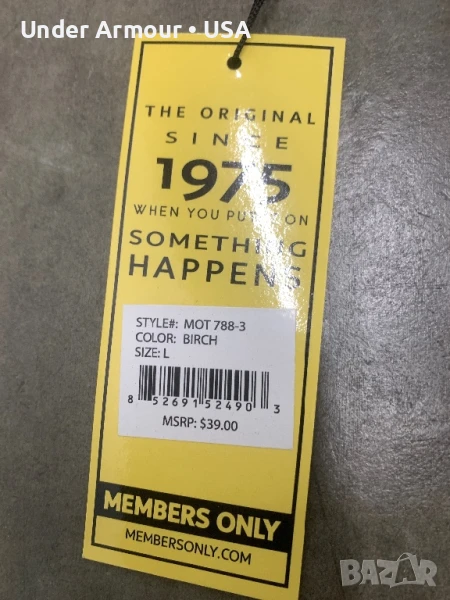 Under Armour • USA
THE ORIGINAL
SINCE
1975
WHEN YOU PUT IT ON
SOMETHING
HAPPENS
STYLE#: MOT 788-3
COLOR: BIRCH
SIZE: L
8 52691 52490 3
MSRP: $39.00
MEMBERS ONLY
MEMBERSONLY.COM
BAZAR